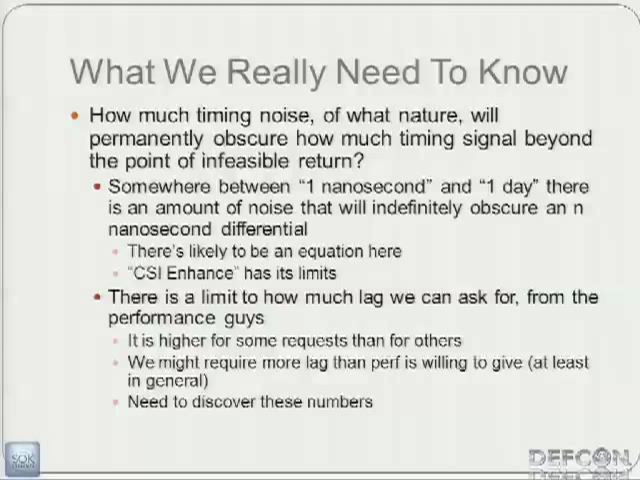 What We Really Need To Know
How much timing noise, of what nature, will
permanently obscure how much timing signal beyond
the point of infeasible return?
Somewhere between "1 nanosecond" and "1 day" there
is an amount of noise that will indefinitely obscure an n
nanosecond differential
There's likely to be an equation here
"CSI Enhance" has its limits
There is a limit to how much lag we can ask for, from the
performance guys
It is higher for some requests than for others
We might require more lag than perf is willing to give (at least
in general)
Need to discover these numbers
DEFCON